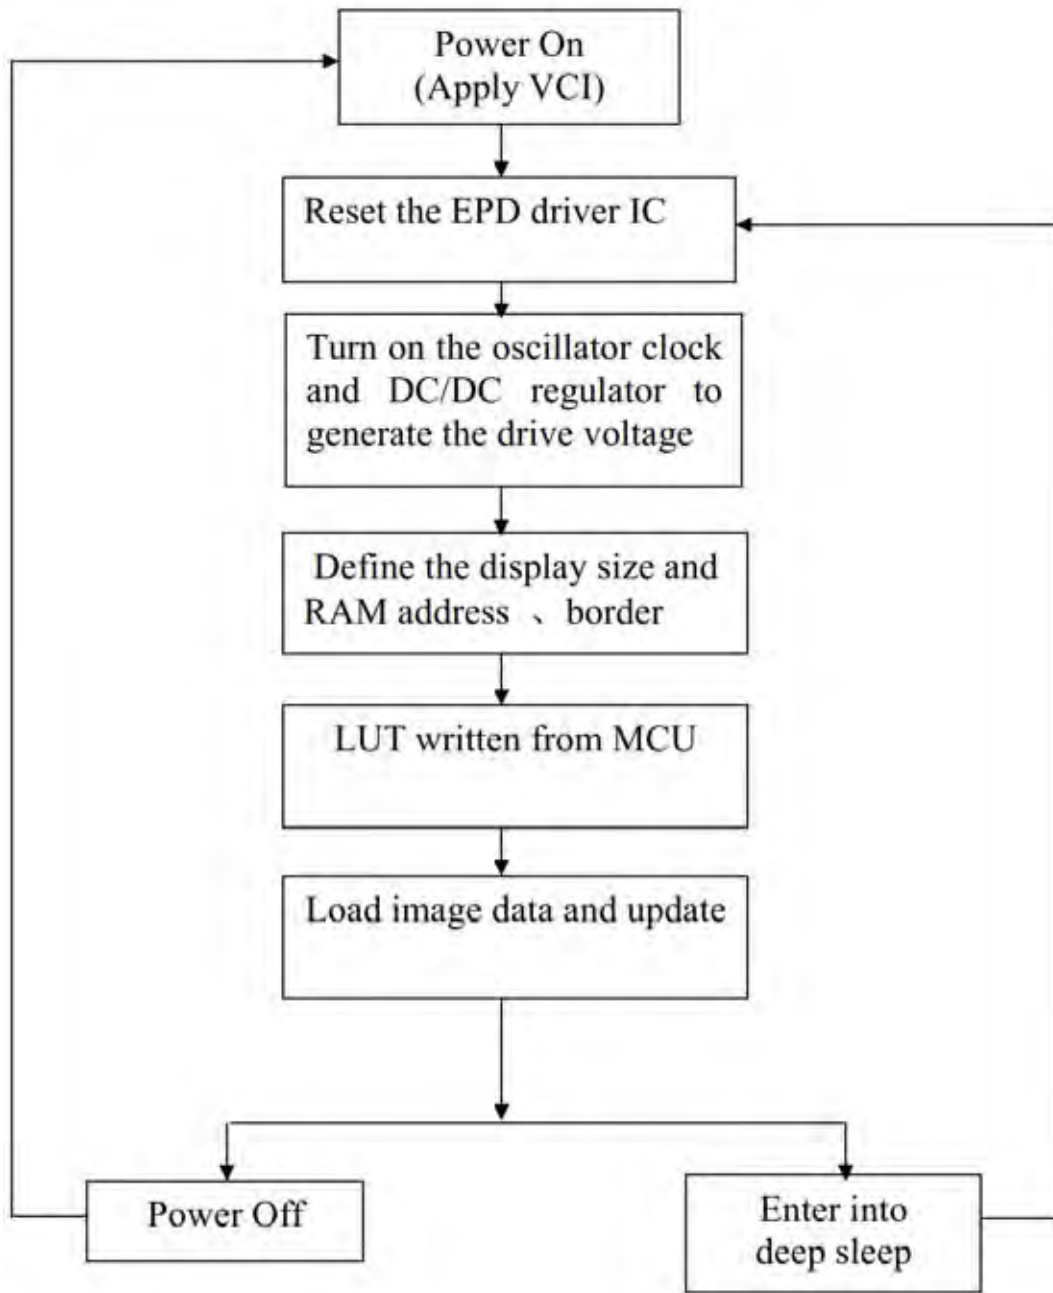 Power On
(Apply VCI)
Reset the EPD driver IC
Turn on the oscillator clock
and DC/DC regulator to
generate the drive voltage
Define the display size and
RAM address 、 border
LUT written from MCU
Load image data and update
Power Off
Enter into
deep sleep